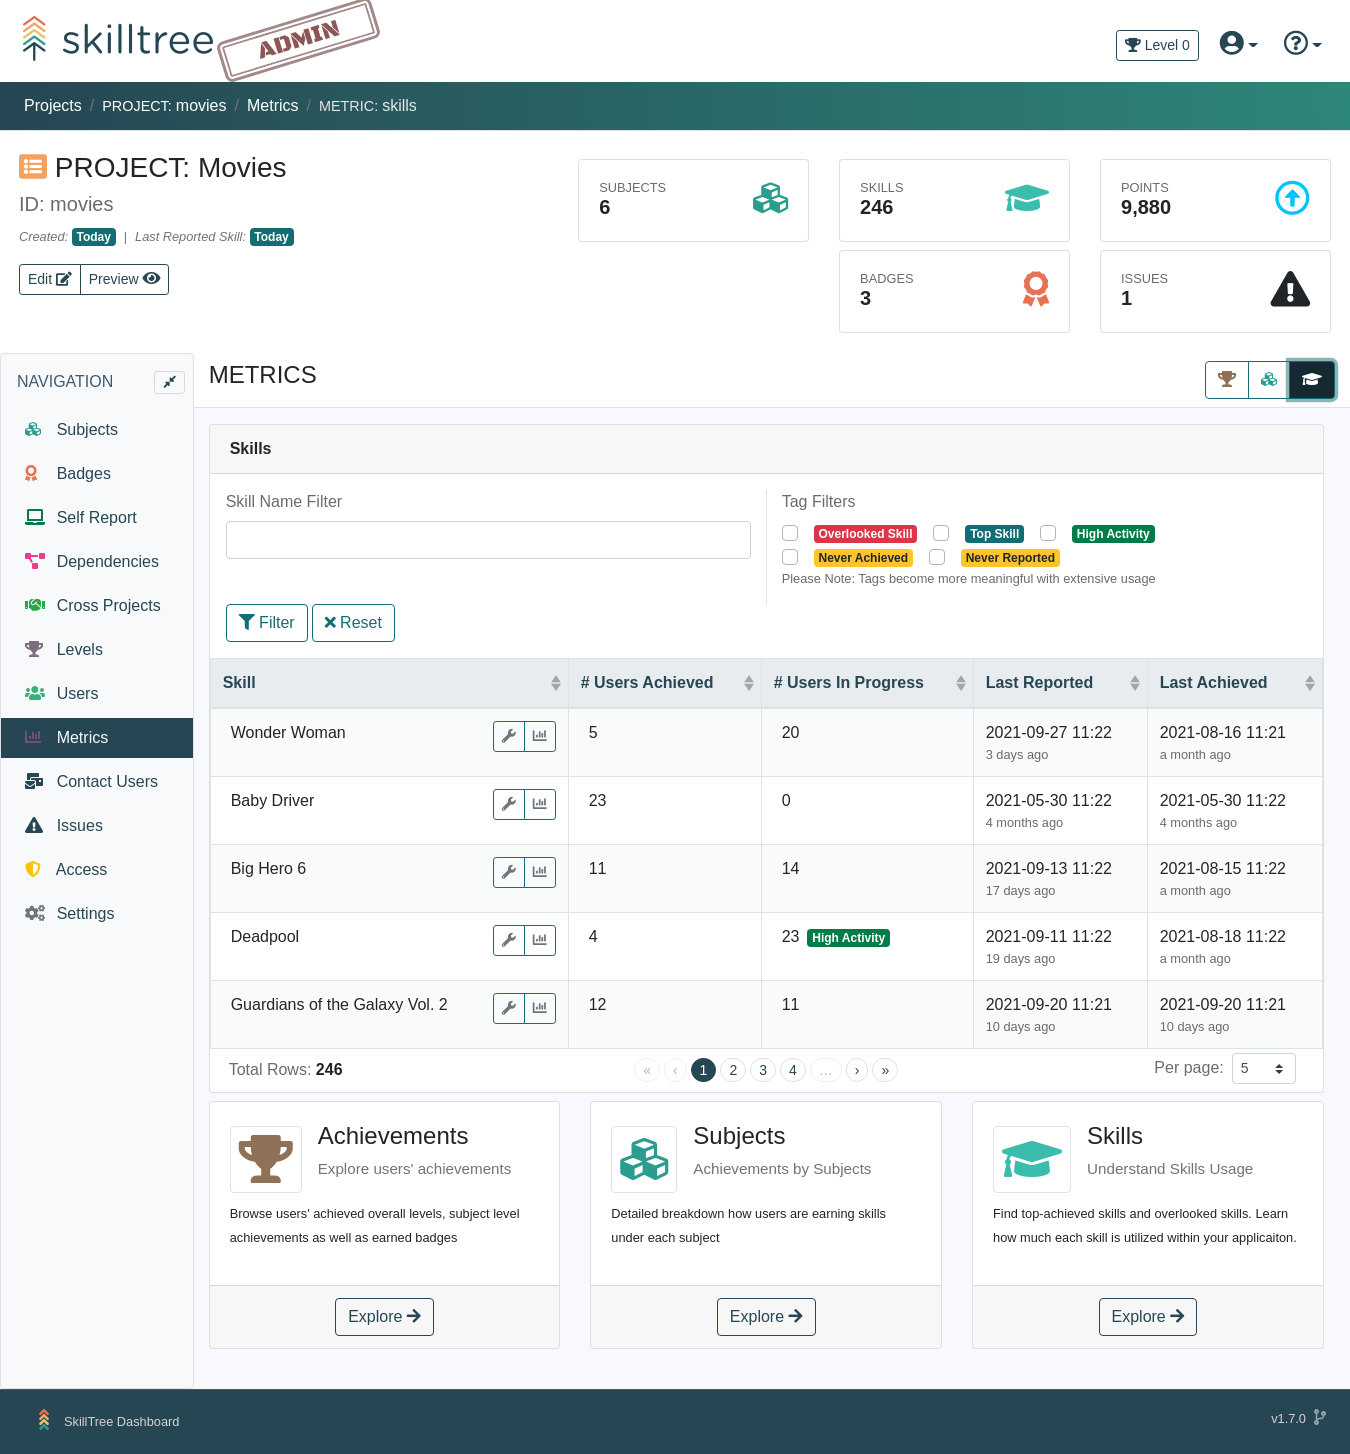 skilltree ADMIN
Level 0
Projects / PROJECT: movies / Metrics / METRIC: skills
PROJECT: Movies
ID: movies
Created: Today | Last Reported Skill: Today
Edit Preview
SUBJECTS
6
SKILLS
246
POINTS
9,880
BADGES
3
ISSUES
1
NAVIGATION
Subjects
Badges
Self Report
Dependencies
Cross Projects
Levels
Users
Metrics
Contact Users
Issues
Access
Settings
METRICS
Skills
Skill Name Filter
Tag Filters
Overlooked Skill Top Skill High Activity
Never Achieved Never Reported
Please Note: Tags become more meaningful with extensive usage
Filter Reset
Skill # Users Achieved # Users In Progress Last Reported Last Achieved
Wonder Woman 5 20 2021-09-27 11:22 2021-08-16 11:21
3 days ago a month ago
Baby Driver 23 0 2021-05-30 11:22 2021-05-30 11:22
4 months ago 4 months ago
Big Hero 6 11 14 2021-09-13 11:22 2021-08-15 11:22
17 days ago a month ago
Deadpool 4 23 High Activity 2021-09-11 11:22 2021-08-18 11:22
19 days ago a month ago
Guardians of the Galaxy Vol. 2 12 11 2021-09-20 11:21 2021-09-20 11:21
10 days ago 10 days ago
Total Rows: 246 « ‹ 1 2 3 4 … › » Per page: 5
Achievements
Explore users' achievements
Browse users' achieved overall levels, subject level
achievements as well as earned badges
Explore
Subjects
Achievements by Subjects
Detailed breakdown how users are earning skills
under each subject
Explore
Skills
Understand Skills Usage
Find top-achieved skills and overlooked skills. Learn
how much each skill is utilized within your applicaiton.
Explore
SkillTree Dashboard
v1.7.0